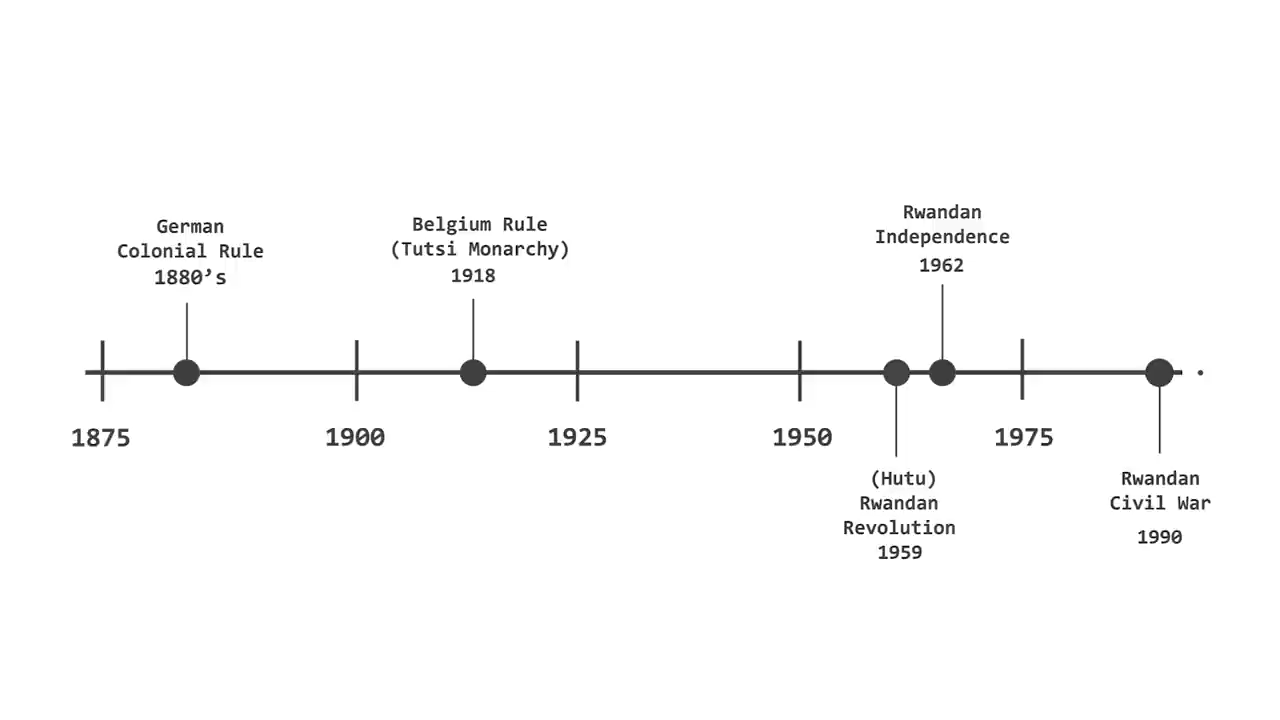 German
Colonial Rule
1880's
Belgium Rule
(Tutsi Monarchy)
1918
Rwandan
Independence
1962
1875
1900
1925
1950
1975
(Hutu)
Rwandan
Revolution
1959
Rwandan
Civil War
1990